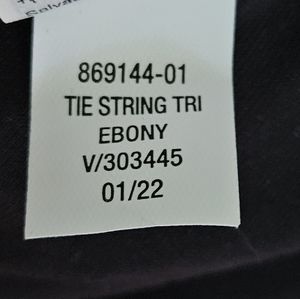 869144-01
TIE STRING TRI
EBONY
V/303445
01/22